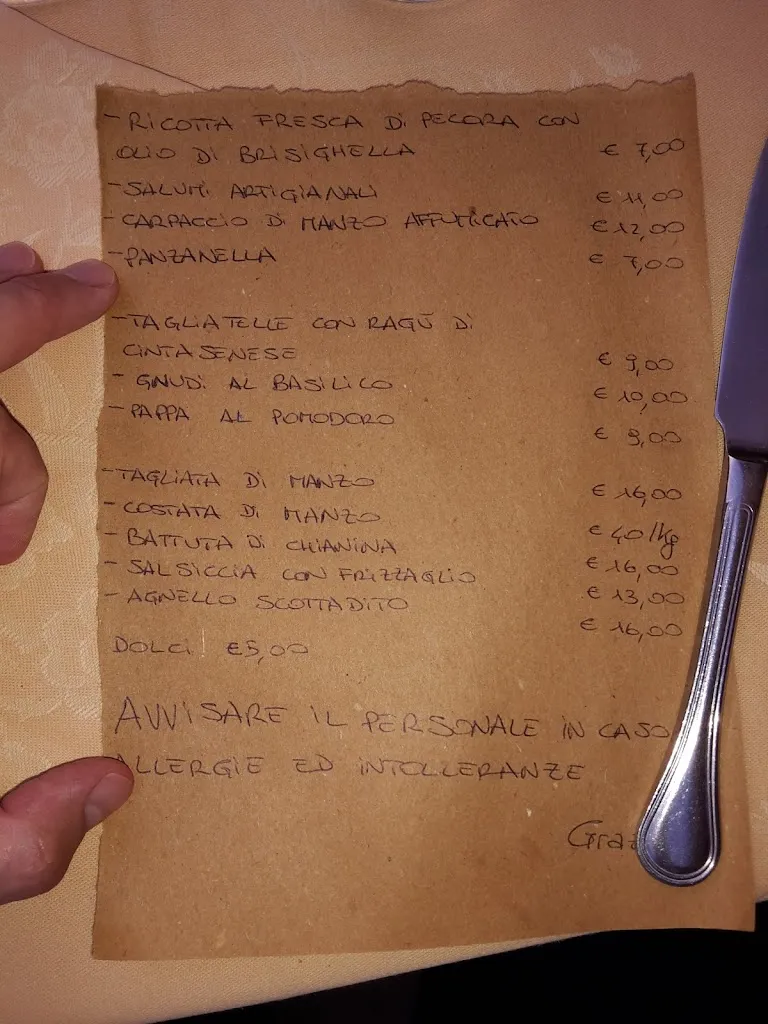 - RICOTTA FRESCA DI PECORA CON
OLIO DI BRISIGHELLA € 7,00
- SALUMI ARTIGIANALI € 11,00
- CARPACCIO DI MANZO AFFUMICATO € 12,00
- PANZANELLA € 7,00
- TAGLIATELLE CON RAGÙ DI
CINTA SENESE € 9,00
- GNUDI AL BASILICO € 10,00
- PAPPA AL POMODORO € 9,00
- TAGLIATA DI MANZO € 16,00
- COSTATA DI MANZO € 40/Kg
- BATTUTA DI CHIANINA € 16,00
- SALSICCIA CON FRIZZAGLIO € 13,00
- AGNELLO SCOTTADITO € 16,00
DOLCI €5,00
AVVISARE IL PERSONALE IN CASO
ALLERGIE ED INTOLLERANZE